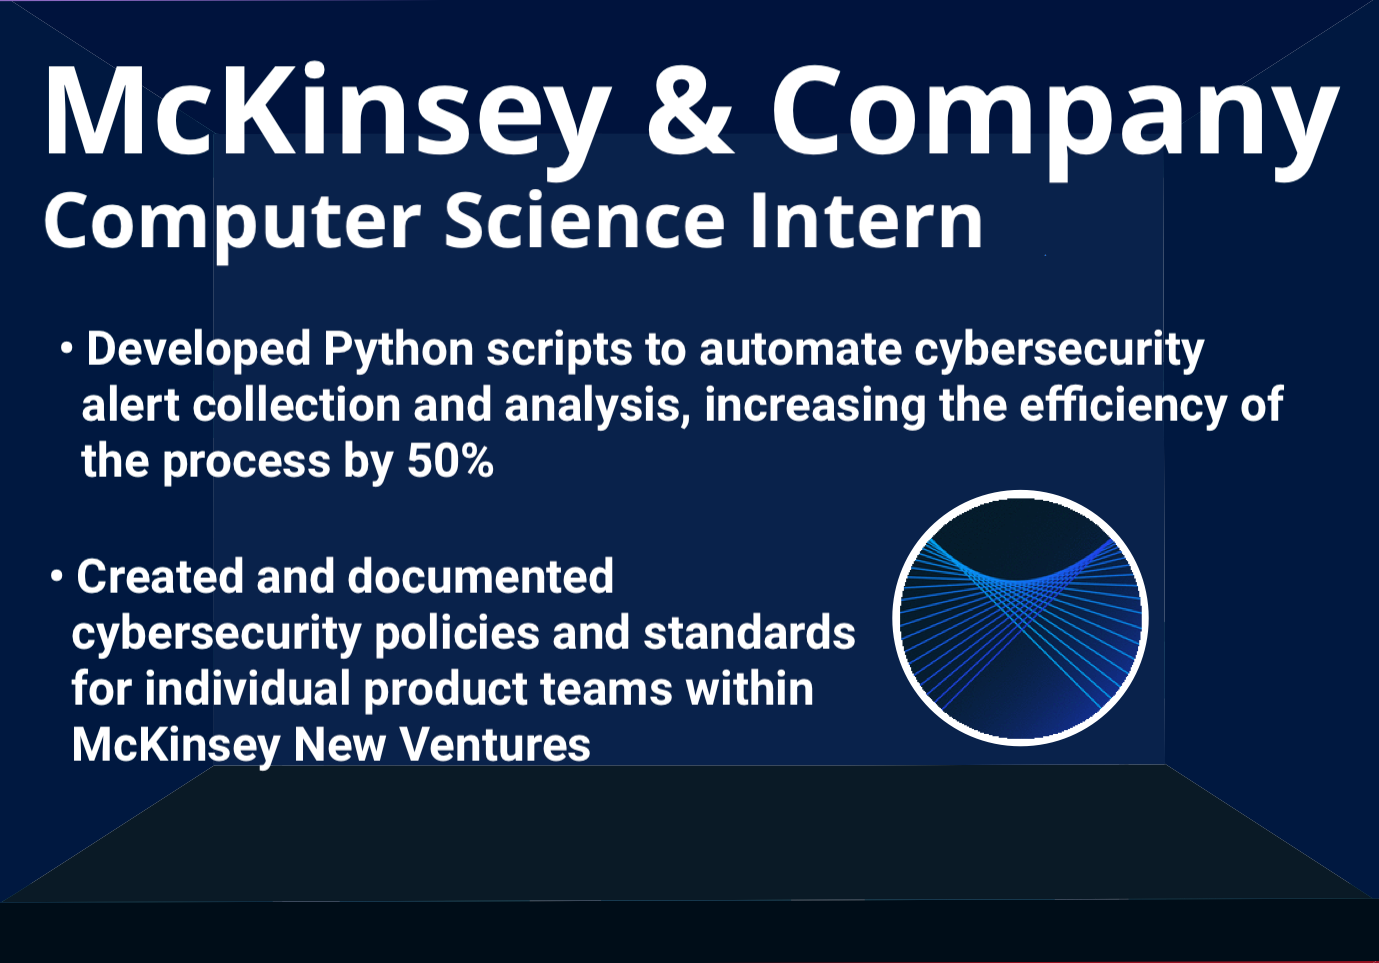 McKinsey & Company
Computer Science Intern
• Developed Python scripts to automate cybersecurity
alert collection and analysis, increasing the efficiency of
the process by 50%
• Created and documented
cybersecurity policies and standards
for individual product teams within
McKinsey New Ventures